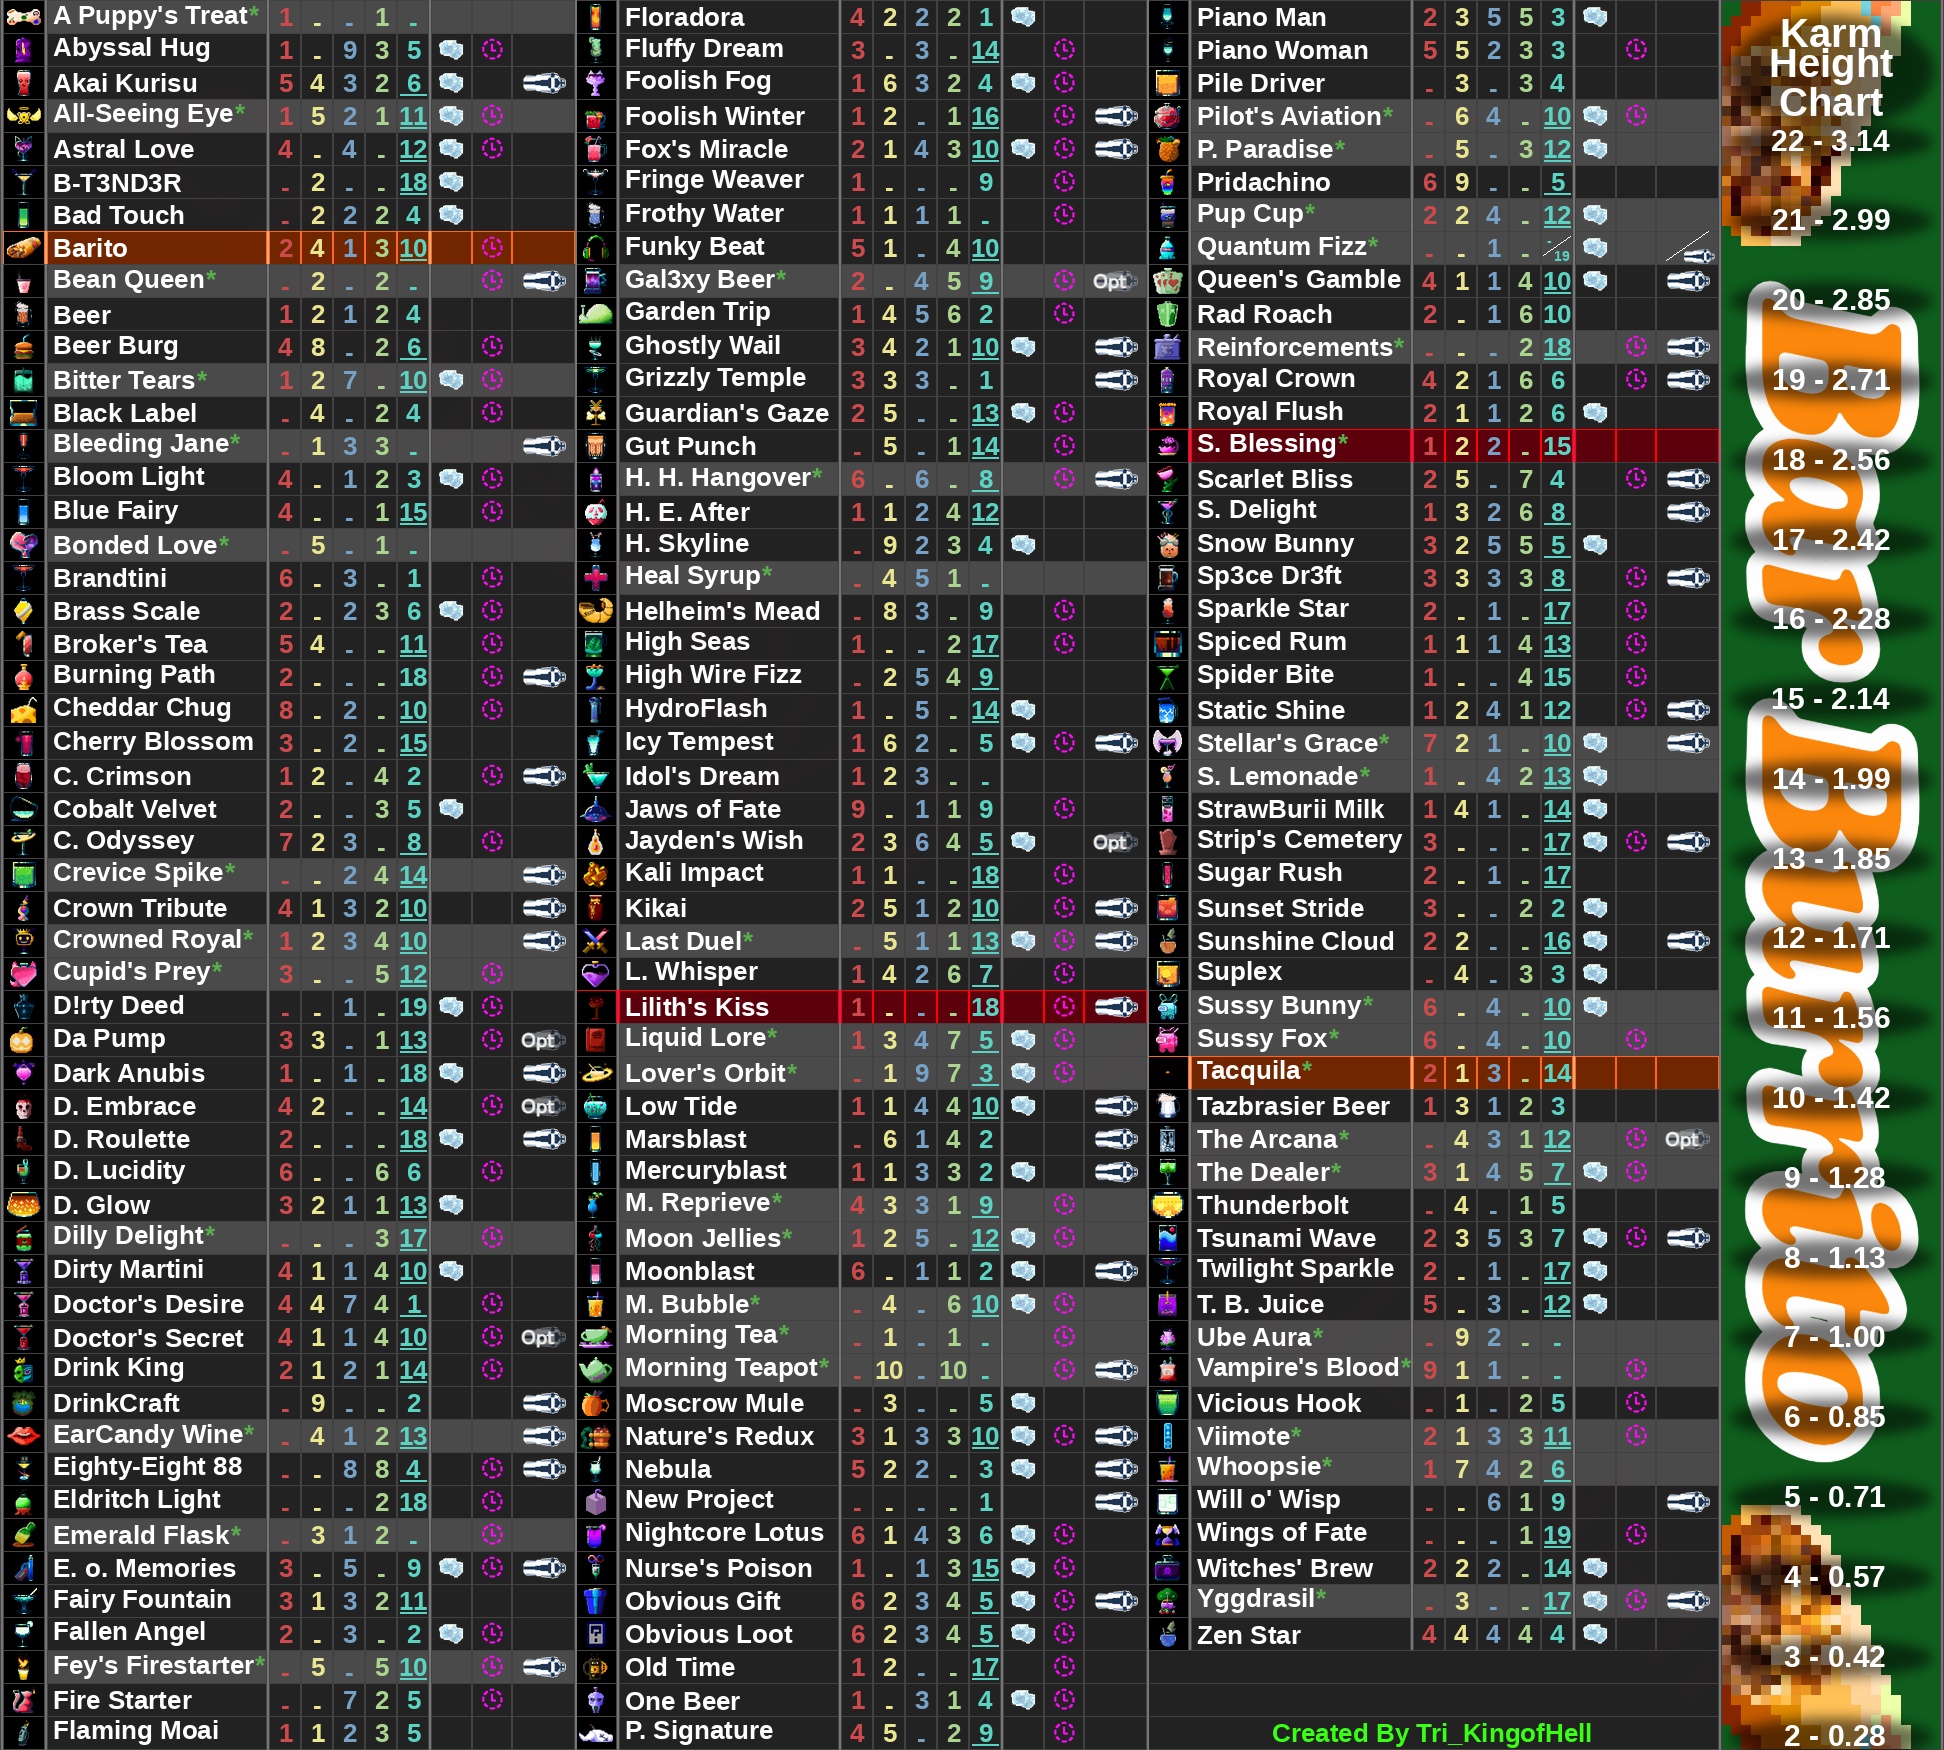 A Puppy's Treat* 1 - - 1 -
Abyssal Hug 1 - 9 3 5
Akai Kurisu 5 4 3 2 6
All-Seeing Eye* 1 5 2 1 11
Astral Love 4 - 4 - 12
B-T3ND3R - 2 - - 18
Bad Touch - 2 2 2 4
Barito 2 4 1 3 10
Bean Queen* - 2 - 2 -
Beer 1 2 1 2 4
Beer Burg 4 8 - 2 6
Bitter Tears* 1 2 7 - 10
Black Label - 4 - 2 4
Bleeding Jane* - 1 3 3 -
Bloom Light 4 - 1 2 3
Blue Fairy 4 - - 1 15
Bonded Love* - 5 - 1 -
Brandtini 6 - 3 - 1
Brass Scale 2 - 2 3 6
Broker's Tea 5 4 - - 11
Burning Path 2 - - - 18
Cheddar Chug 8 - 2 - 10
Cherry Blossom 3 - 2 - 15
C. Crimson 1 2 - 4 2
Cobalt Velvet 2 - - 3 5
C. Odyssey 7 2 3 - 8
Crevice Spike* - - 2 4 14
Crown Tribute 4 1 3 2 10
Crowned Royal* 1 2 3 4 10
Cupid's Prey* 3 - - 5 12
D!rty Deed - - 1 - 19
Da Pump 3 3 - 1 13 Opt
Dark Anubis 1 - 1 - 18
D. Embrace 4 2 - - 14 Opt
D. Roulette 2 - - - 18
D. Lucidity 6 - - 6 6
D. Glow 3 2 1 1 13
Dilly Delight* - - - 3 17
Dirty Martini 4 1 1 4 10
Doctor's Desire 4 4 7 4 1
Doctor's Secret 4 1 1 4 10 Opt
Drink King 2 1 2 1 14
DrinkCraft - 9 - - 2
EarCandy Wine* - 4 1 2 13
Eighty-Eight 88 - - 8 8 4
Eldritch Light - - - 2 18
Emerald Flask* - 3 1 2 -
E. o. Memories 3 - 5 - 9
Fairy Fountain 3 1 3 2 11
Fallen Angel 2 - 3 - 2
Fey's Firestarter* - 5 - 5 10
Fire Starter - - 7 2 5
Flaming Moai 1 1 2 3 5
Floradora 4 2 2 2 1
Fluffy Dream 3 - 3 - 14
Foolish Fog 1 6 3 2 4
Foolish Winter 1 2 - 1 16
Fox's Miracle 2 1 4 3 10
Fringe Weaver 1 - - - 9
Frothy Water 1 1 1 1 -
Funky Beat 5 1 - 4 10
Gal3xy Beer* 2 - 4 5 9 Opt
Garden Trip 1 4 5 6 2
Ghostly Wail 3 4 2 1 10
Grizzly Temple 3 3 3 - 1
Guardian's Gaze 2 5 - - 13
Gut Punch - 5 - 1 14
H. H. Hangover* 6 - 6 - 8
H. E. After 1 1 2 4 12
H. Skyline - 9 2 3 4
Heal Syrup* - 4 5 1 -
Helheim's Mead - 8 3 - 9
High Seas 1 - - 2 17
High Wire Fizz - 2 5 4 9
HydroFlash 1 - 5 - 14
Icy Tempest 1 6 2 - 5
Idol's Dream 1 2 3 - -
Jaws of Fate 9 - 1 1 9
Jayden's Wish 2 3 6 4 5 Opt
Kali Impact 1 1 - - 18
Kikai 2 5 1 2 10
Last Duel* - 5 1 1 13
L. Whisper 1 4 2 6 7
Lilith's Kiss 1 - - - 18
Liquid Lore* 1 3 4 7 5
Lover's Orbit* - 1 9 7 3
Low Tide 1 1 4 4 10
Marsblast - 6 1 4 2
Mercuryblast 1 1 3 3 2
M. Reprieve* 4 3 3 1 9
Moon Jellies* 1 2 5 - 12
Moonblast 6 - 1 1 2
M. Bubble* - 4 - 6 10
Morning Tea* - 1 - 1 -
Morning Teapot* - 10 - 10 -
Moscrow Mule - 3 - - 5
Nature's Redux 3 1 3 3 10
Nebula 5 2 2 - 3
New Project - - - - 1
Nightcore Lotus 6 1 4 3 6
Nurse's Poison 1 - 1 3 15
Obvious Gift 6 2 3 4 5
Obvious Loot 6 2 3 4 5
Old Time 1 2 - - 17
One Beer 1 - 3 1 4
P. Signature 4 5 - 2 9
Piano Man 2 3 5 5 3
Piano Woman 5 5 2 3 3
Pile Driver - 3 - 3 4
Pilot's Aviation* - 6 4 - 10
P. Paradise* - 5 - 3 12
Pridachino 6 9 - - 5
Pup Cup* 2 2 4 - 12
Quantum Fizz* - - 1 - -/19
Queen's Gamble 4 1 1 4 10
Rad Roach 2 - 1 6 10
Reinforcements* - - - 2 18
Royal Crown 4 2 1 6 6
Royal Flush 2 1 1 2 6
S. Blessing* 1 2 2 - 15
Scarlet Bliss 2 5 - 7 4
S. Delight 1 3 2 6 8
Snow Bunny 3 2 5 5 5
Sp3ce Dr3ft 3 3 3 3 8
Sparkle Star 2 - 1 - 17
Spiced Rum 1 1 1 4 13
Spider Bite 1 - - 4 15
Static Shine 1 2 4 1 12
Stellar's Grace* 7 2 1 - 10
S. Lemonade* 1 - 4 2 13
StrawBurii Milk 1 4 1 - 14
Strip's Cemetery 3 - - - 17
Sugar Rush 2 - 1 - 17
Sunset Stride 3 - - 2 2
Sunshine Cloud 2 2 - - 16
Suplex - 4 - 3 3
Sussy Bunny* 6 - 4 - 10
Sussy Fox* 6 - 4 - 10
Tacquila* 2 1 3 - 14
Tazbrasier Beer 1 3 1 2 3
The Arcana* - 4 3 1 12 Opt
The Dealer* 3 1 4 5 7
Thunderbolt - 4 - 1 5
Tsunami Wave 2 3 5 3 7
Twilight Sparkle 2 - 1 - 17
T. B. Juice 5 - 3 - 12
Ube Aura* - 9 2 - -
Vampire's Blood* 9 1 1 - -
Vicious Hook - 1 - 2 5
Viimote* 2 1 3 3 11
Whoopsie* 1 7 4 2 6
Will o' Wisp - - 6 1 9
Wings of Fate - - - 1 19
Witches' Brew 2 2 2 - 14
Yggdrasil* - 3 - - 17
Zen Star 4 4 4 4 4
Created By Tri_KingofHell
Karm
Height
Chart
22 - 3.14
21 - 2.99
20 - 2.85
19 - 2.71
18 - 2.56
17 - 2.42
16 - 2.28
15 - 2.14
14 - 1.99
13 - 1.85
12 - 1.71
11 - 1.56
10 - 1.42
9 - 1.28
8 - 1.13
7 - 1.00
6 - 0.85
5 - 0.71
4 - 0.57
3 - 0.42
2 - 0.28
Bar Burrito